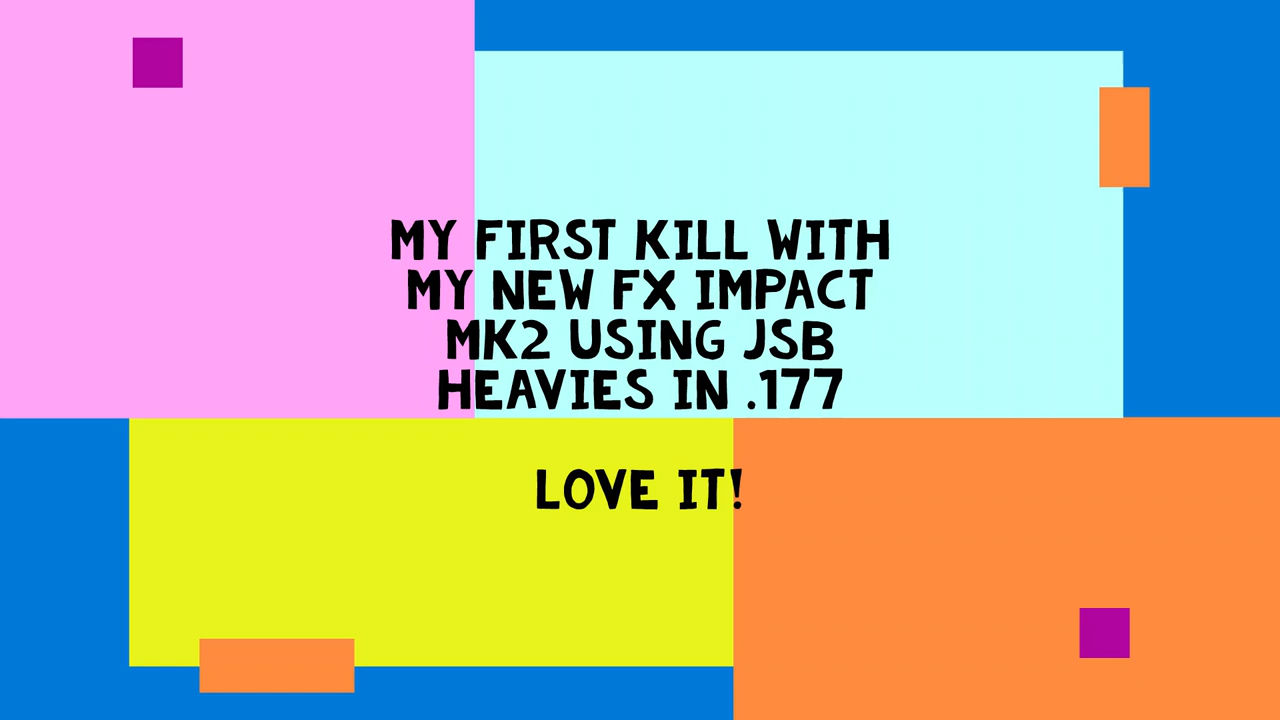 MY FIRST KILL WITH
MY NEW FX IMPACT
MK2 USING JSB
HEAVIES IN .177
LOVE IT!